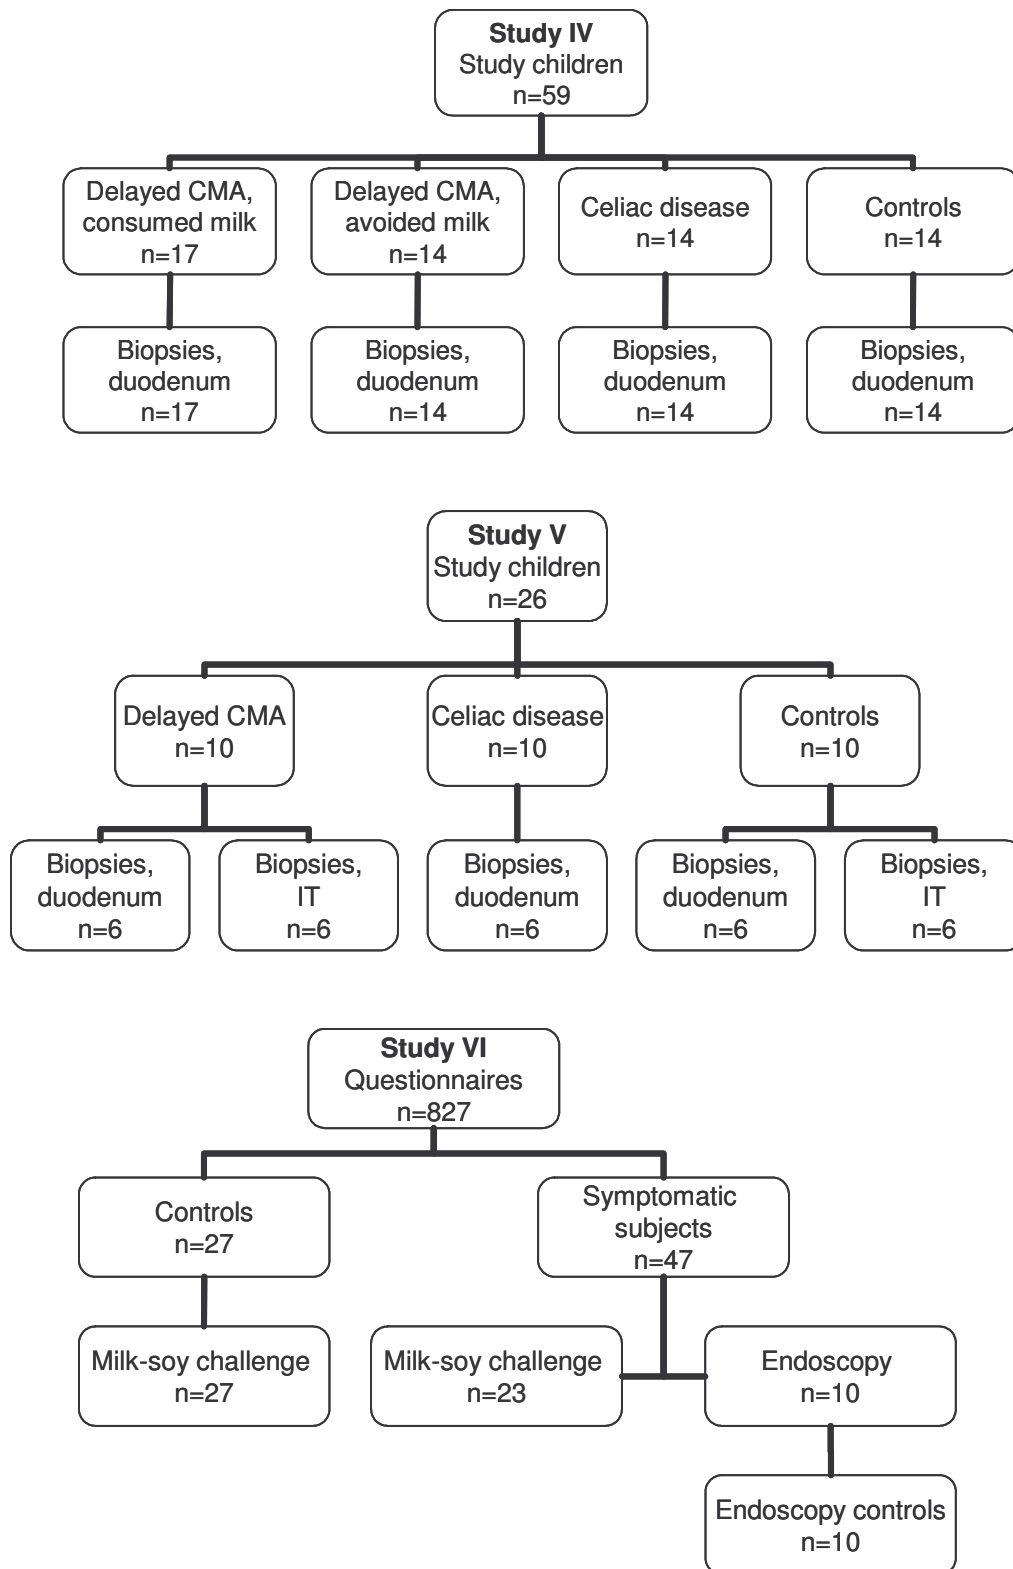 Study IV
Study children
n=59
Delayed CMA,
consumed milk
n=17
Delayed CMA,
avoided milk
n=14
Celiac disease
n=14
Controls
n=14
Biopsies,
duodenum
n=17
Biopsies,
duodenum
n=14
Biopsies,
duodenum
n=14
Biopsies,
duodenum
n=14
Study V
Study children
n=26
Delayed CMA
n=10
Celiac disease
n=10
Controls
n=10
Biopsies,
duodenum
n=6
Biopsies,
IT
n=6
Biopsies,
duodenum
n=6
Biopsies,
duodenum
n=6
Biopsies,
IT
n=6
Study VI
Questionnaires
n=827
Controls
n=27
Symptomatic
subjects
n=47
Milk-soy challenge
n=27
Milk-soy challenge
n=23
Endoscopy
n=10
Endoscopy controls
n=10